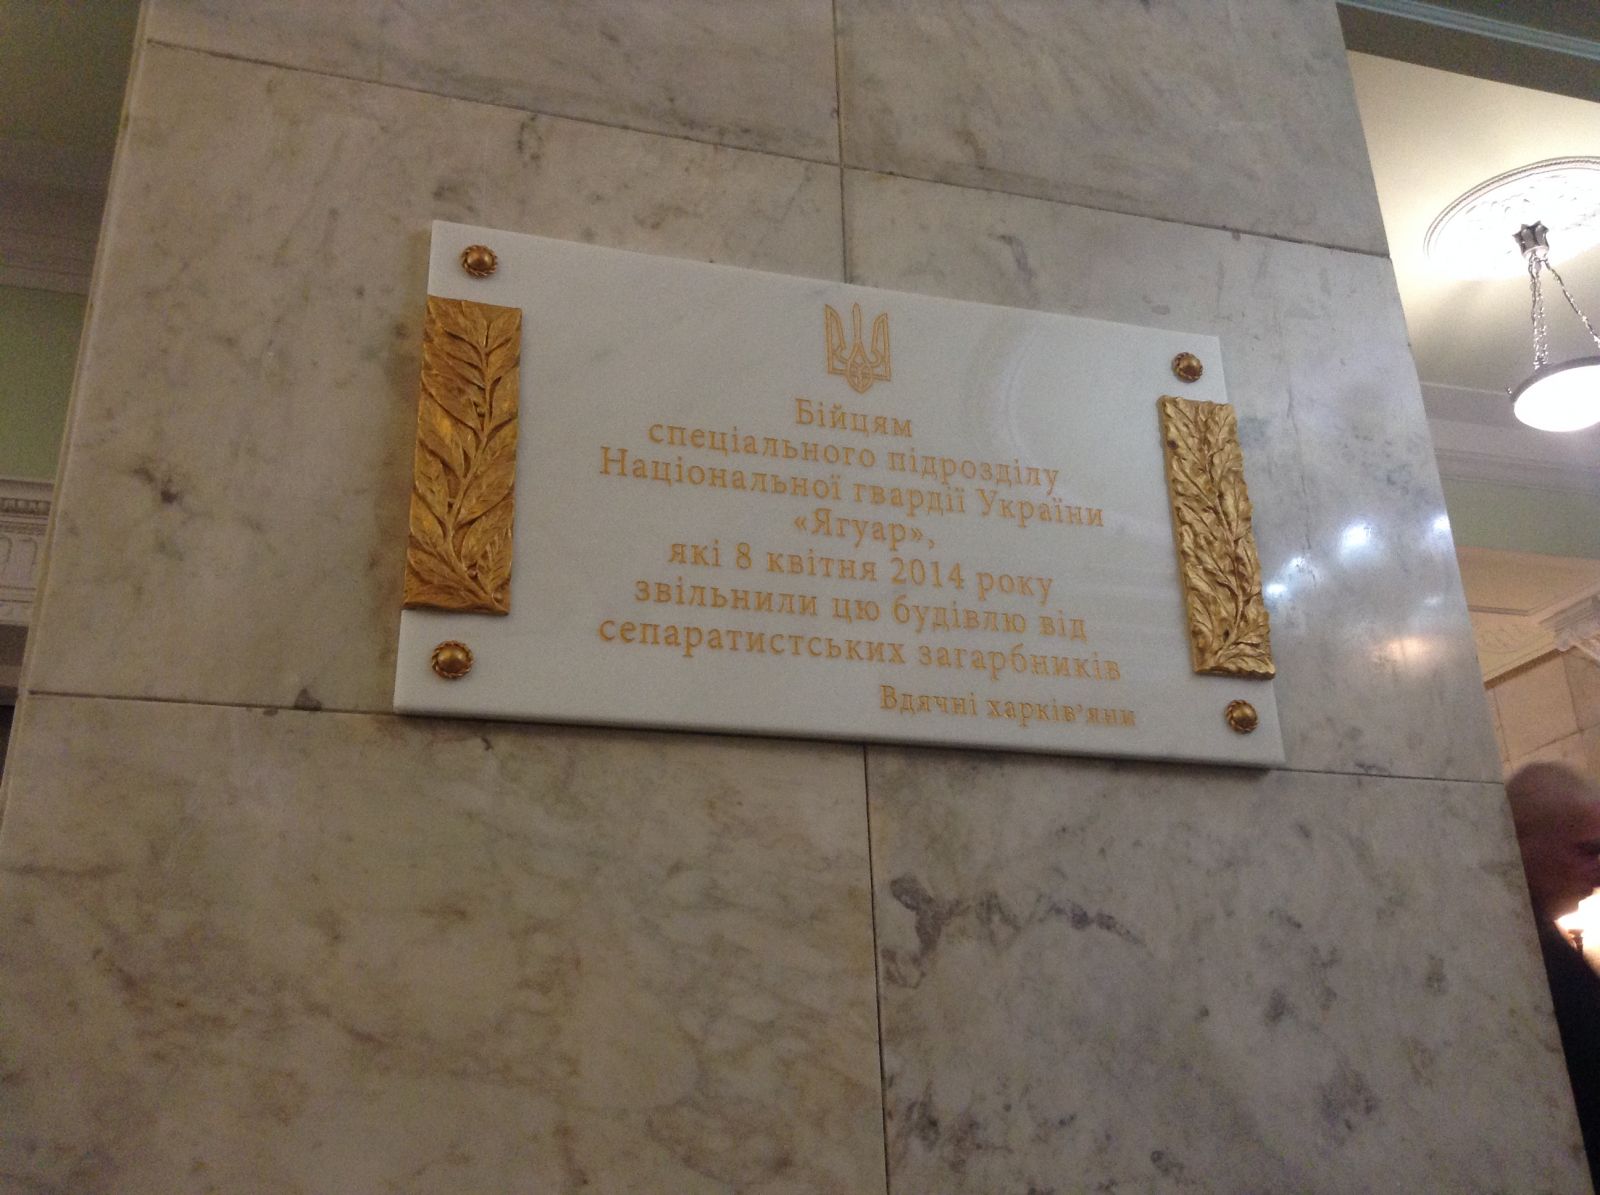 Бійцям
спеціального підрозділу
Національної гвардії України
«Ягуар»,
які 8 квітня 2014 року
звільнили цю будівлю від
сепаратистських загарбників
Вдячні харків'яни